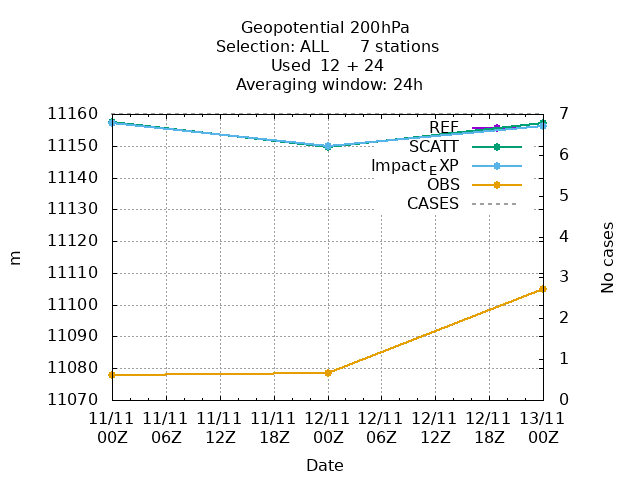 Geopotential 200hPa
Selection: ALL      7 stations
Used  12 + 24
Averaging window: 24h
11160
11150
11140
11130
11120
11110
11100
11090
11080
11070
m
7
6
5
4
3
2
1
0
No cases
REF
SCATT
Impact_EXP
OBS
CASES
11/11 11/11 11/11 11/11 12/11 12/11 12/11 12/11 13/11
00Z 06Z 12Z 18Z 00Z 06Z 12Z 18Z 00Z
Date